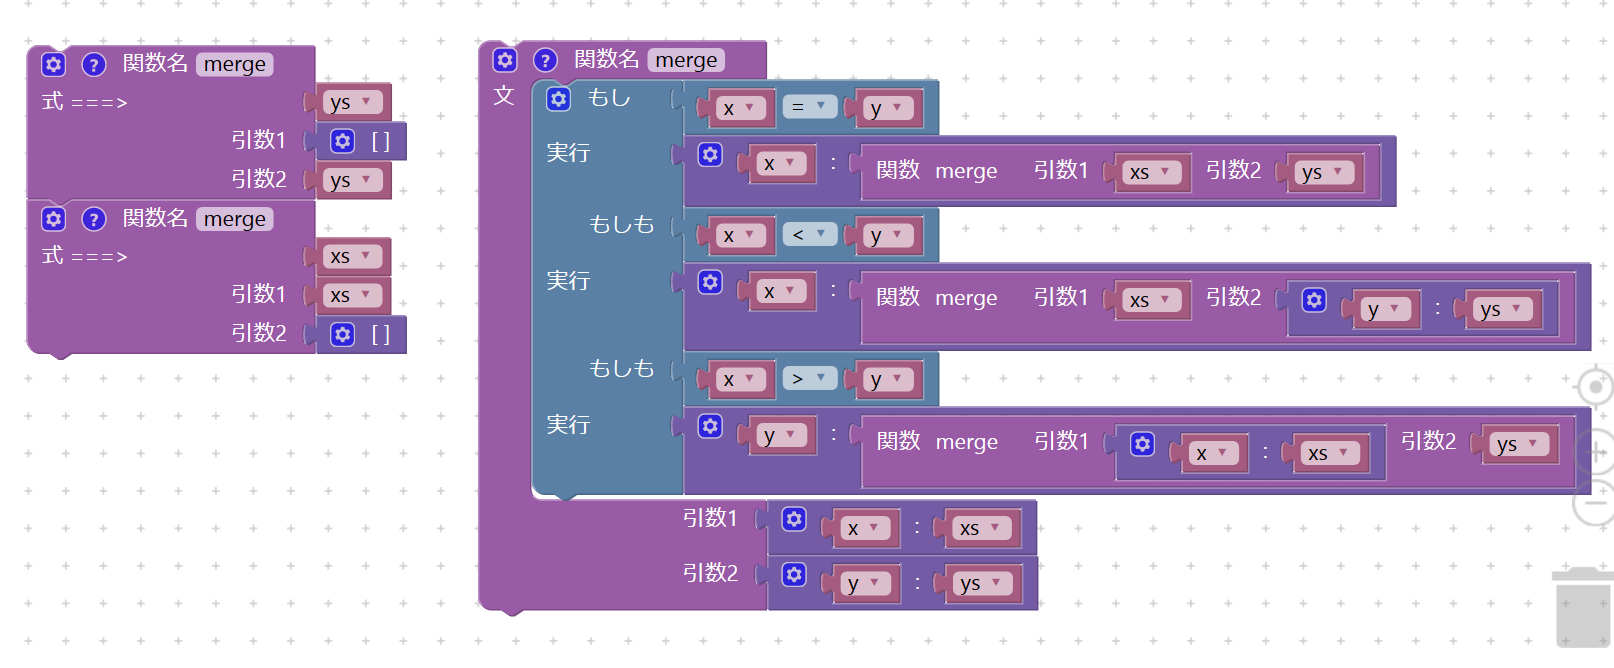 関数名 merge
式 ===> ys
引数1 [ ]
引数2 ys
関数名 merge
式 ===> xs
引数1 xs
引数2 [ ]
関数名 merge
文 もし x = y
実行 x : 関数 merge 引数1 xs 引数2 ys
もしも x < y
実行 x : 関数 merge 引数1 xs 引数2 y : ys
もしも x > y
実行 y : 関数 merge 引数1 x : xs 引数2 ys
引数1 x : xs
引数2 y : ys